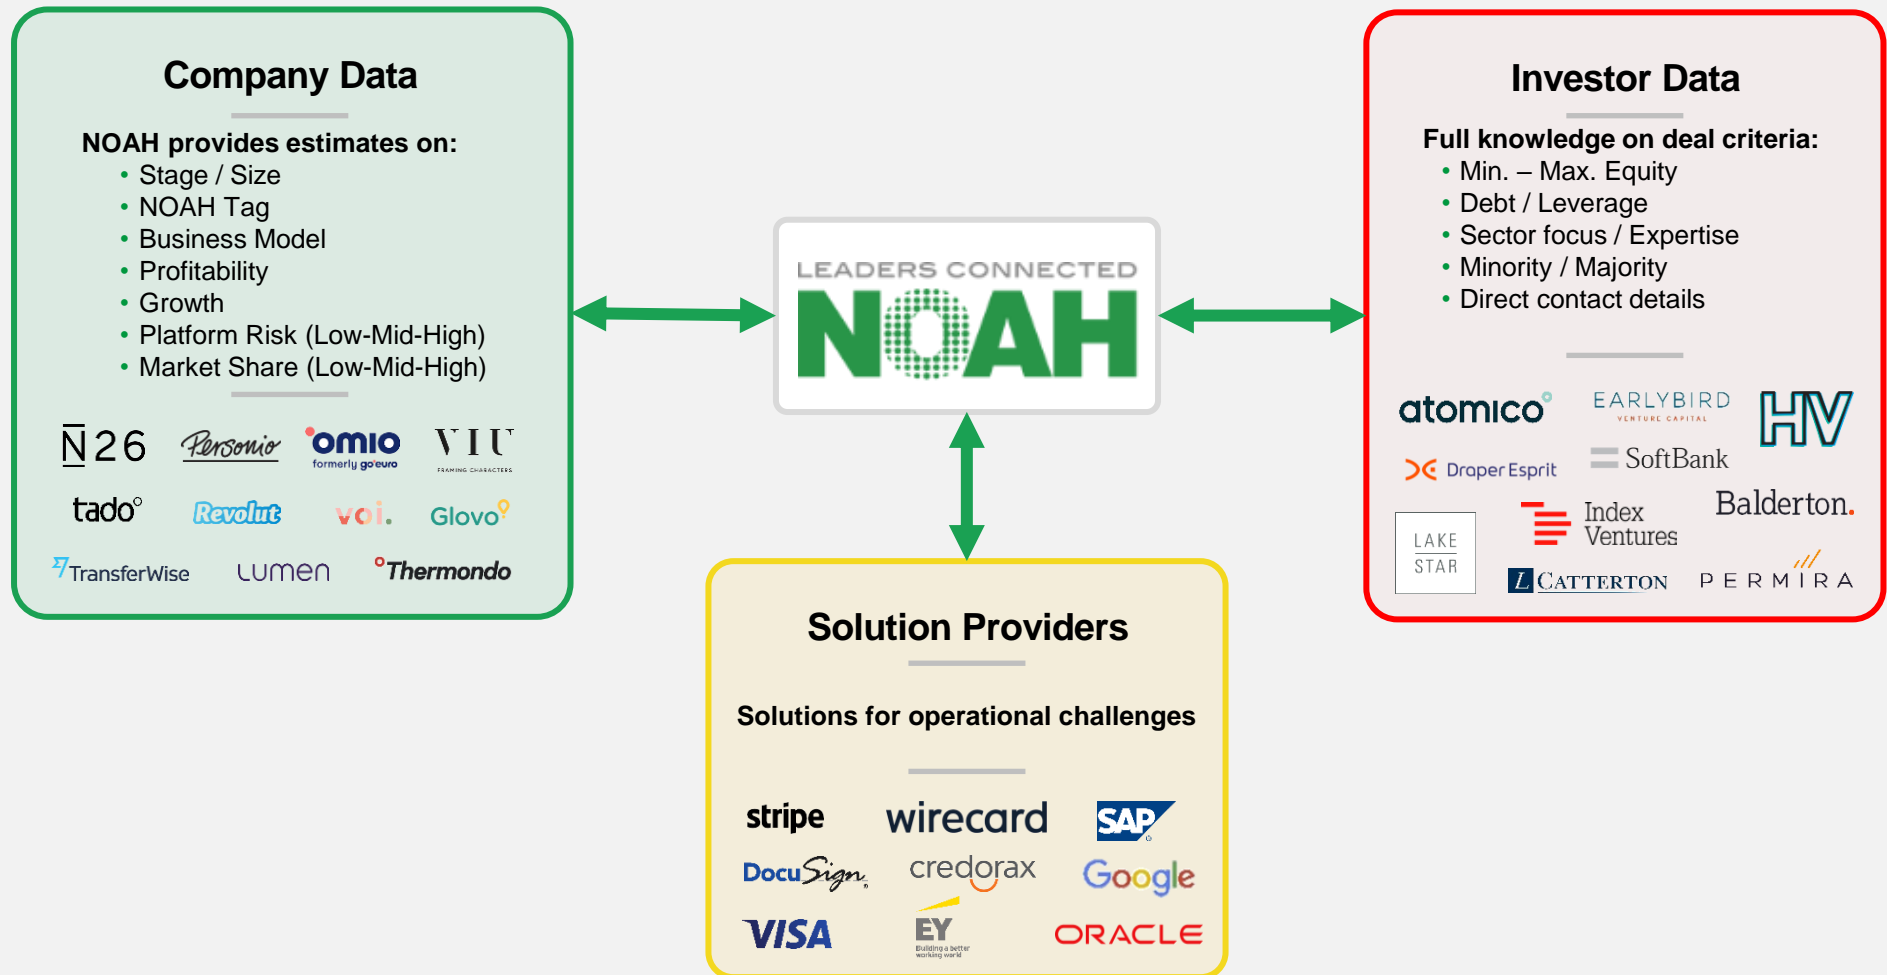 Company Data
NOAH provides estimates on:
• Stage / Size
• NOAH Tag
• Business Model
• Profitability
• Growth
• Platform Risk (Low-Mid-High)
• Market Share (Low-Mid-High)
N26 Personio omio VIU
formerly goeuro FRAMING CHARACTERS
tado° Revolut voi. Glovo
TransferWise LUMEN Thermondo
LEADERS CONNECTED
NOAH
Investor Data
Full knowledge on deal criteria:
• Min. – Max. Equity
• Debt / Leverage
• Sector focus / Expertise
• Minority / Majority
• Direct contact details
atomico° EARLYBIRD HV
VENTURE CAPITAL
Draper Esprit SoftBank
LAKE Index Balderton.
STAR Ventures
L CATTERTON PERMIRA
Solution Providers
Solutions for operational challenges
stripe wirecard SAP
DocuSign credorax Google
VISA EY ORACLE
Building a better
working world